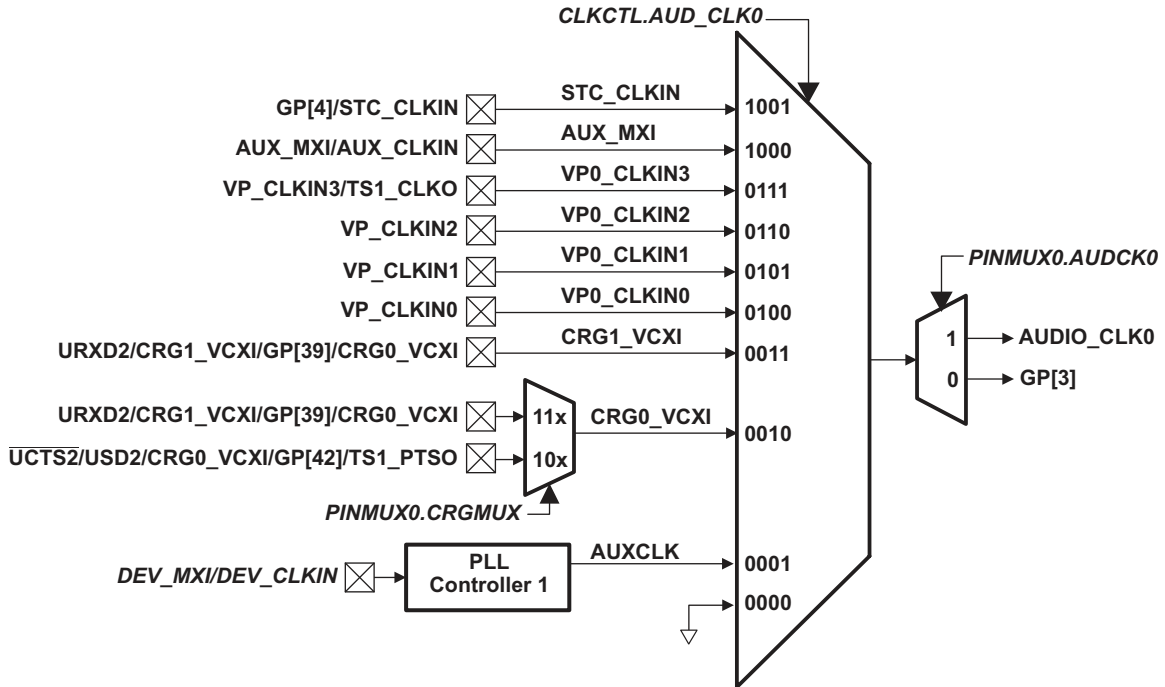 CLKCTL.AUD_CLK0
GP[4]/STC_CLKIN STC_CLKIN 1001
AUX_MXI/AUX_CLKIN AUX_MXI 1000
VP_CLKIN3/TS1_CLKO VP0_CLKIN3 0111
VP_CLKIN2 VP0_CLKIN2 0110
PINMUX0.AUDCK0
VP_CLKIN1 VP0_CLKIN1 0101
VP_CLKIN0 VP0_CLKIN0 0100
1 AUDIO_CLK0
URXD2/CRG1_VCXI/GP[39]/CRG0_VCXI CRG1_VCXI 0011
0 GP[3]
URXD2/CRG1_VCXI/GP[39]/CRG0_VCXI 11x
CRG0_VCXI 0010
UCTS2/USD2/CRG0_VCXI/GP[42]/TS1_PTSO 10x
PINMUX0.CRGMUX
DEV_MXI/DEV_CLKIN
PLL
Controller 1
AUXCLK 0001
0000